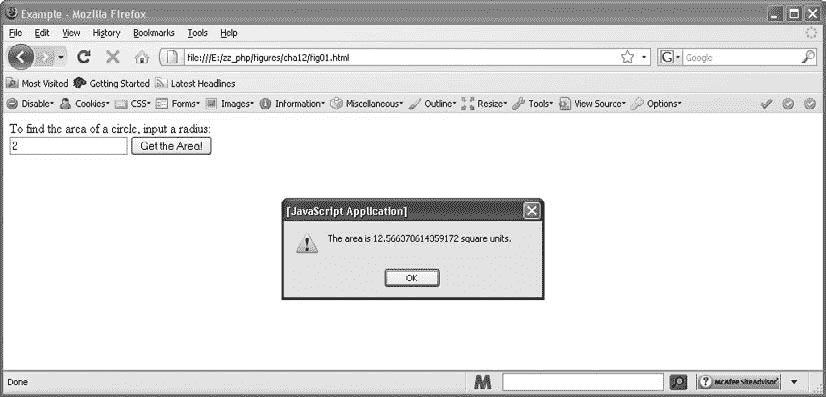 Example - Mozilla Firefox
File Edit View History Bookmarks Tools Help
file:///E:/zz_php/figures/cha12/fig01.html
G Google
Most Visited Getting Started Latest Headlines
Disable Cookies CSS Forms Images Information Miscellaneous Outline Resize Tools View Source Options
To find the area of a circle, input a radius:
2 Get the Area!
[JavaScript Application]
The area is 12.566370614359172 square units.
OK
Done M McAfee SiteAdvisor